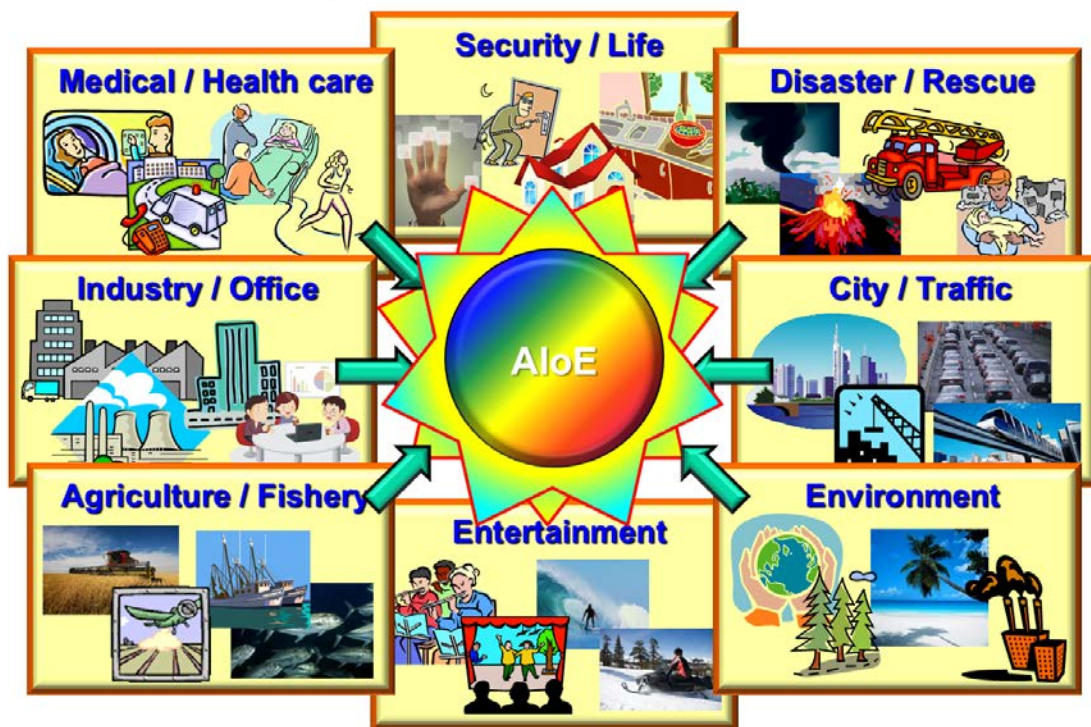 Security / Life
Medical / Health care
Disaster / Rescue
Industry / Office
City / Traffic
AIoE
Agriculture / Fishery
Entertainment
Environment